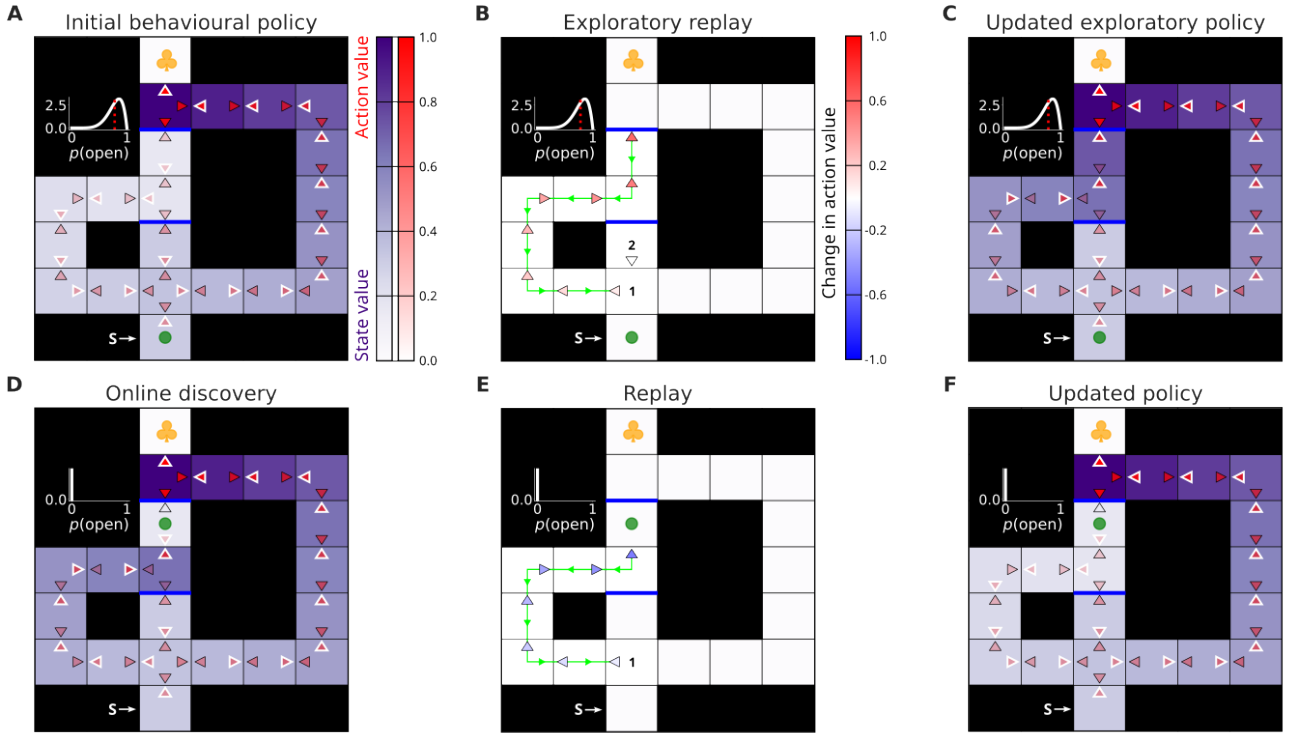 A
Initial behavioural policy
2.5
0.0
0
1
p(open)
S→
Action value
State value
1.0
0.8
0.6
0.4
0.2
0.0
B
Exploratory replay
2.5
0.0
0
1
p(open)
2
1
S→
Change in action value
1.0
0.6
0.2
-0.2
-0.6
-1.0
C
Updated exploratory policy
2.5
0.0
0
1
p(open)
S→
D
Online discovery
0.0
0
1
p(open)
S→
E
Replay
0.0
0
1
p(open)
1
S→
F
Updated policy
0.0
0
1
p(open)
S→